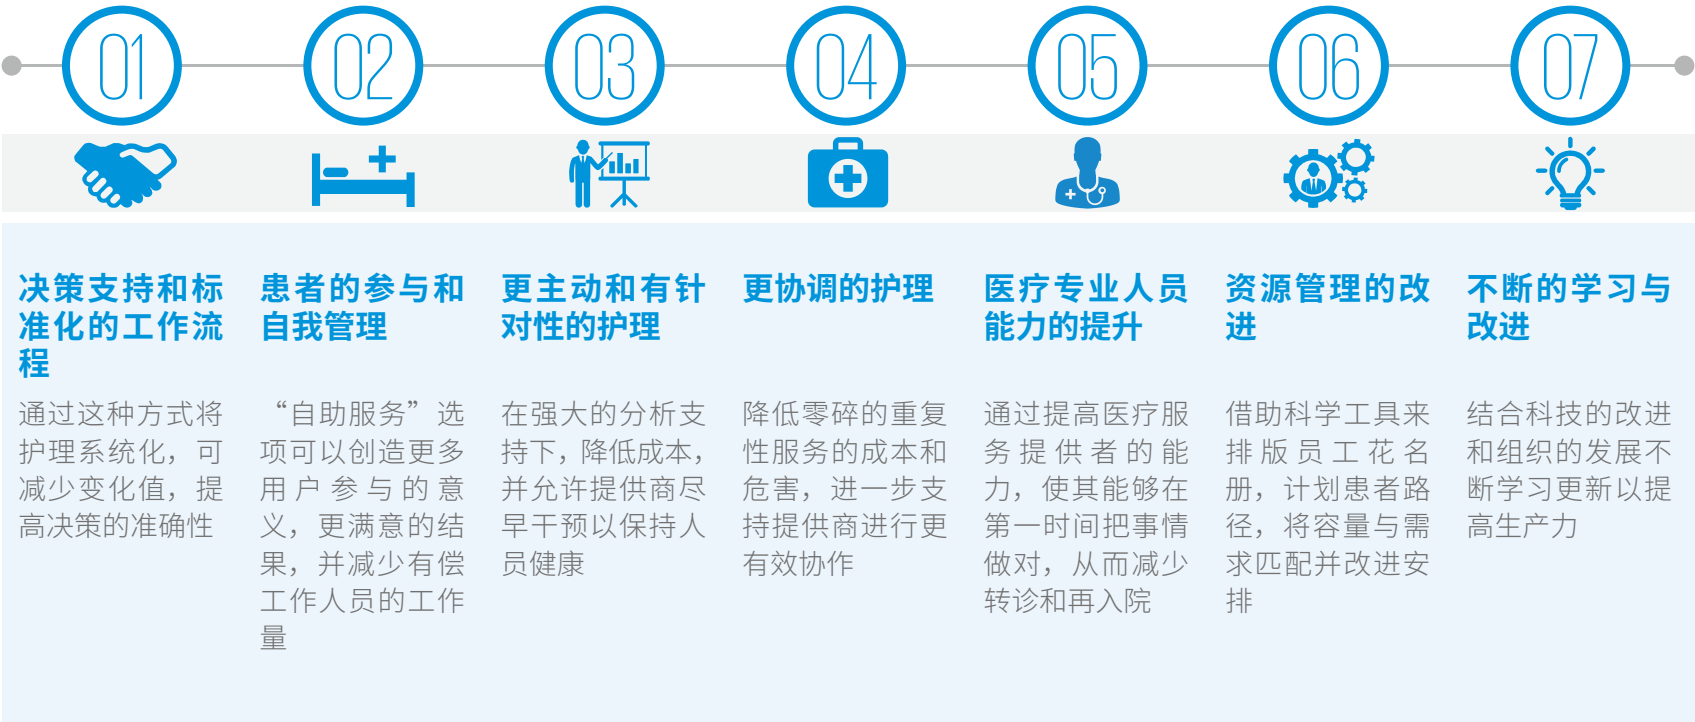 01
02
03
04
05
06
07
决策支持和标
准化的工作流
程
通过这种方式将
护理系统化，可
减少变化值，提
高决策的准确性
患者的参与和
自我管理
“自助服务”选
项可以创造更多
用户参与的意
义，更满意的结
果，并减少有偿
工作人员的工作
量
更主动和有针
对性的护理
在强大的分析支
持下，降低成本，
并允许提供商尽
早干预以保持人
员健康
更协调的护理
降低零碎的重复
性服务的成本和
危害，进一步支
持提供商进行更
有效协作
医疗专业人员
能力的提升
通过提高医疗服
务提供者的能
力，使其能够在
第一时间把事情
做对，从而减少
转诊和再入院
资源管理的改
进
借助科学工具来
排版员工花名
册，计划患者路
径，将容量与需
求匹配并改进安
排
不断的学习与
改进
结合科技的改进
和组织的发展不
断学习更新以提
高生产力